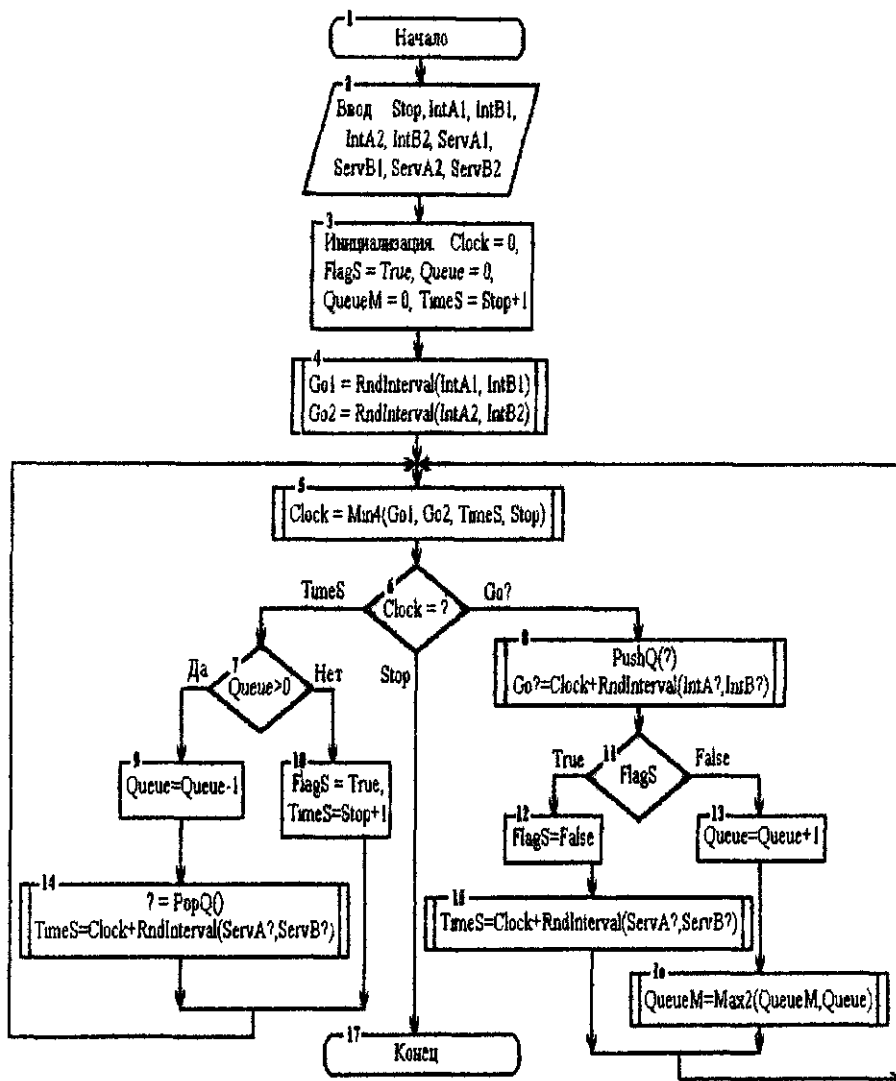 1
Начало
2
Ввод Stop, IntA1, IntB1,
IntA2, IntB2, ServA1,
ServB1, ServA2, ServB2
3
Инициализация. Clock = 0,
FlagS = True, Queue = 0,
QueueM = 0, TimeS = Stop+1
4
Go1 = RndInterval(IntA1, IntB1)
Go2 = RndInterval(IntA2, IntB2)
5
Clock = Min4(Go1, Go2, TimeS, Stop)
6
Clock = ?
TimeS
Go?
Stop
7
Queue>0
Да
Нет
8
PushQ(?)
Go?=Clock+RndInterval(IntA?,IntB?)
9
Queue=Queue-1
10
FlagS = True,
TimeS=Stop+1
11
FlagS
True
False
12
FlagS=False
13
Queue=Queue+1
14
? = PopQ()
TimeS=Clock+RndInterval(ServA?,ServB?)
15
TimeS=Clock+RndInterval(ServA?,ServB?)
QueueM=Max2(QueueM,Queue)
17
Конец